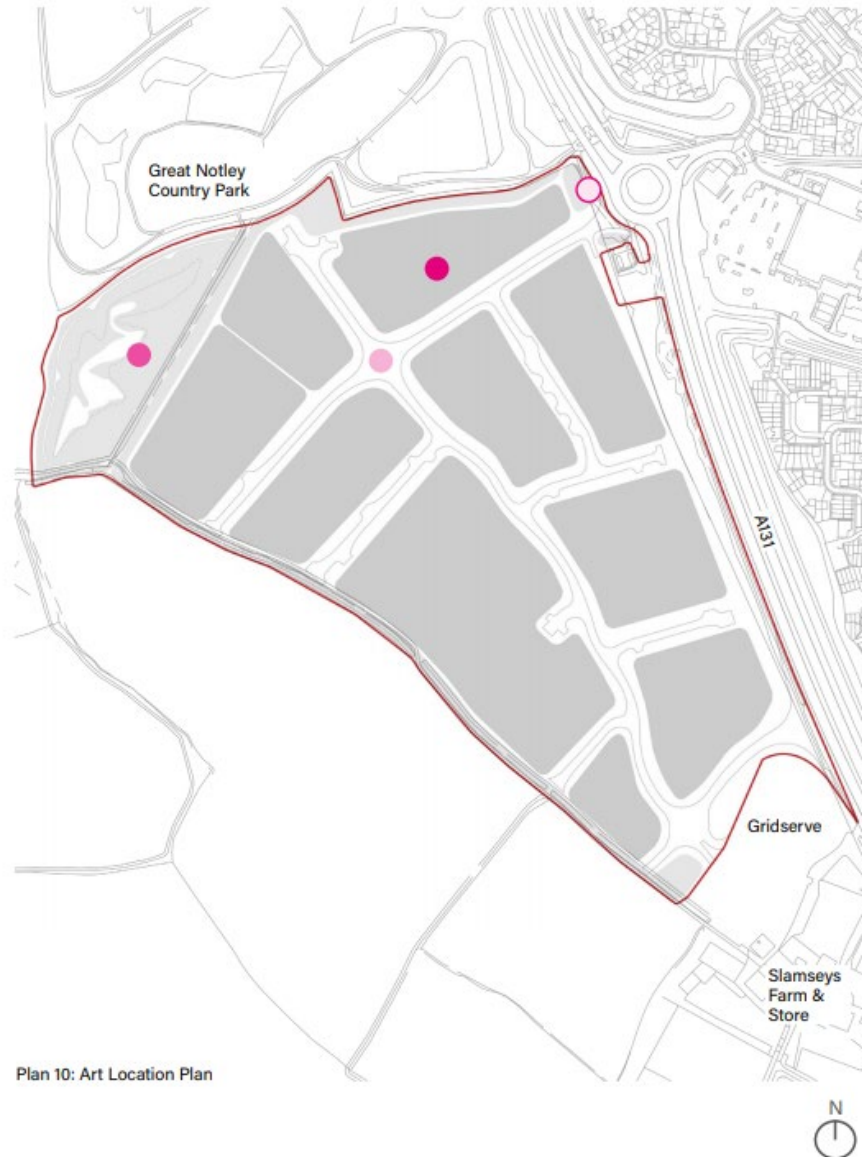 Great Notley
Country Park
A131
Gridserve
Slamseys
Farm &
Store
Plan 10: Art Location Plan
N